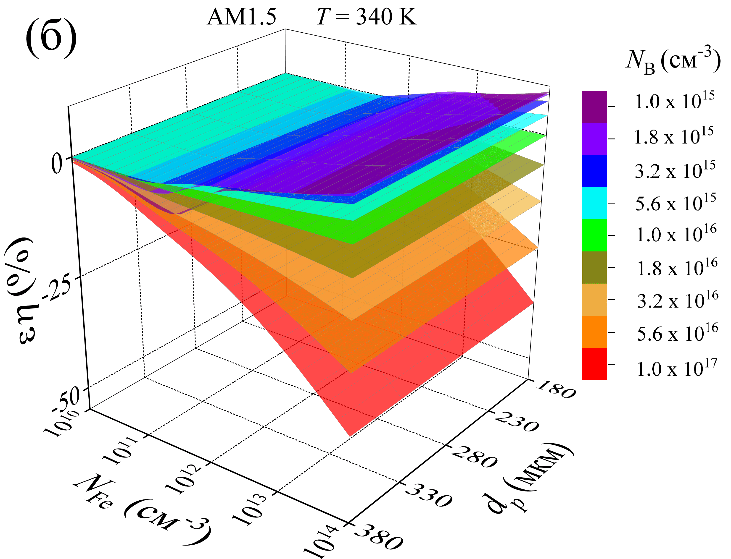 (б)
AM1.5 T = 340 K
N_B (см^-3)
1.0 x 10^15
1.8 x 10^15
3.2 x 10^15
5.6 x 10^15
1.0 x 10^16
1.8 x 10^16
3.2 x 10^16
5.6 x 10^16
1.0 x 10^17
0
-25
-50
εη (%)
10^10
10^11
10^12
10^13
10^14
N_Fe (см^-3)
180
230
280
330
380
d_p (мкм)